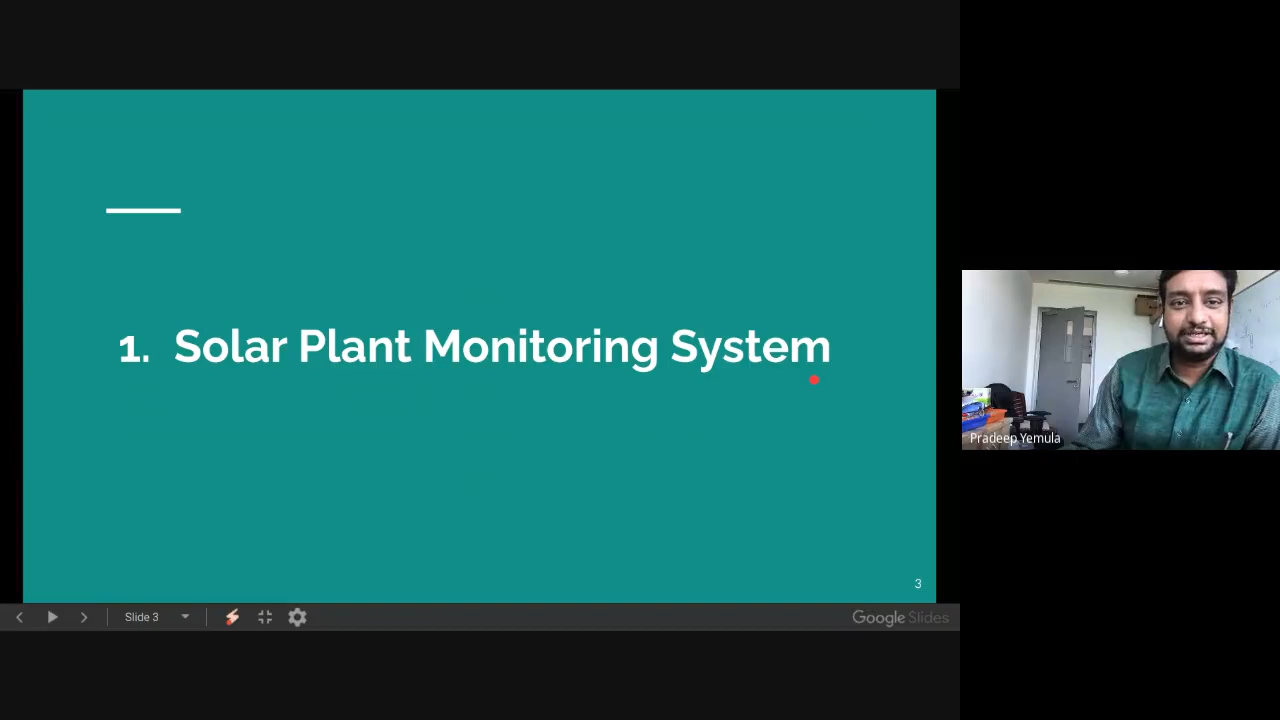 1. Solar Plant Monitoring System
3
Slide 3
Google Slides
Pradeep Yemula